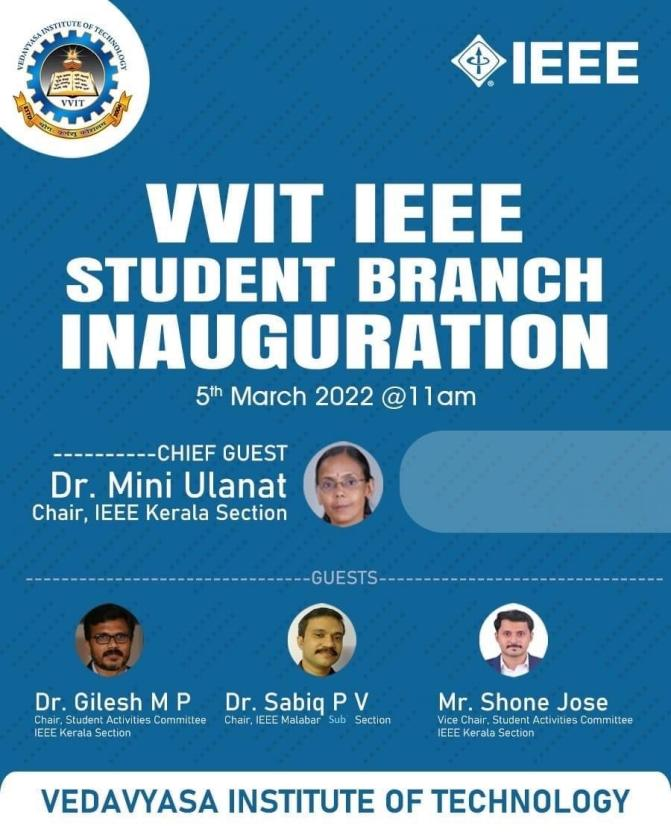 VEDAVYASA INSTITUTE OF TECHNOLOGY
VVIT
ESTD
IEEE
VVIT IEEE
STUDENT BRANCH
INAUGURATION
5th March 2022 @11am
----------CHIEF GUEST
Dr. Mini Ulanat
Chair, IEEE Kerala Section
------------------------------GUESTS------------------------------
Dr. Gilesh M P
Chair, Student Activities Committee
IEEE Kerala Section
Dr. Sabiq P V
Chair, IEEE Malabar Sub Section
Mr. Shone Jose
Vice Chair, Student Activities Committee
IEEE Kerala Section
VEDAVYASA INSTITUTE OF TECHNOLOGY